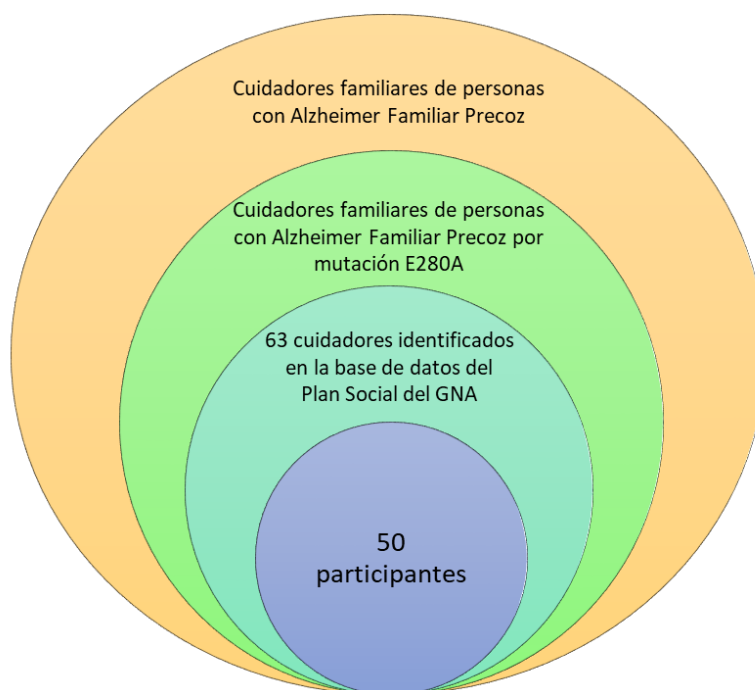 Cuidadores familiares de personas
con Alzheimer Familiar Precoz
Cuidadores familiares de personas
con Alzheimer Familiar Precoz por
mutación E280A
63 cuidadores identificados
en la base de datos del
Plan Social del GNA
50
participantes